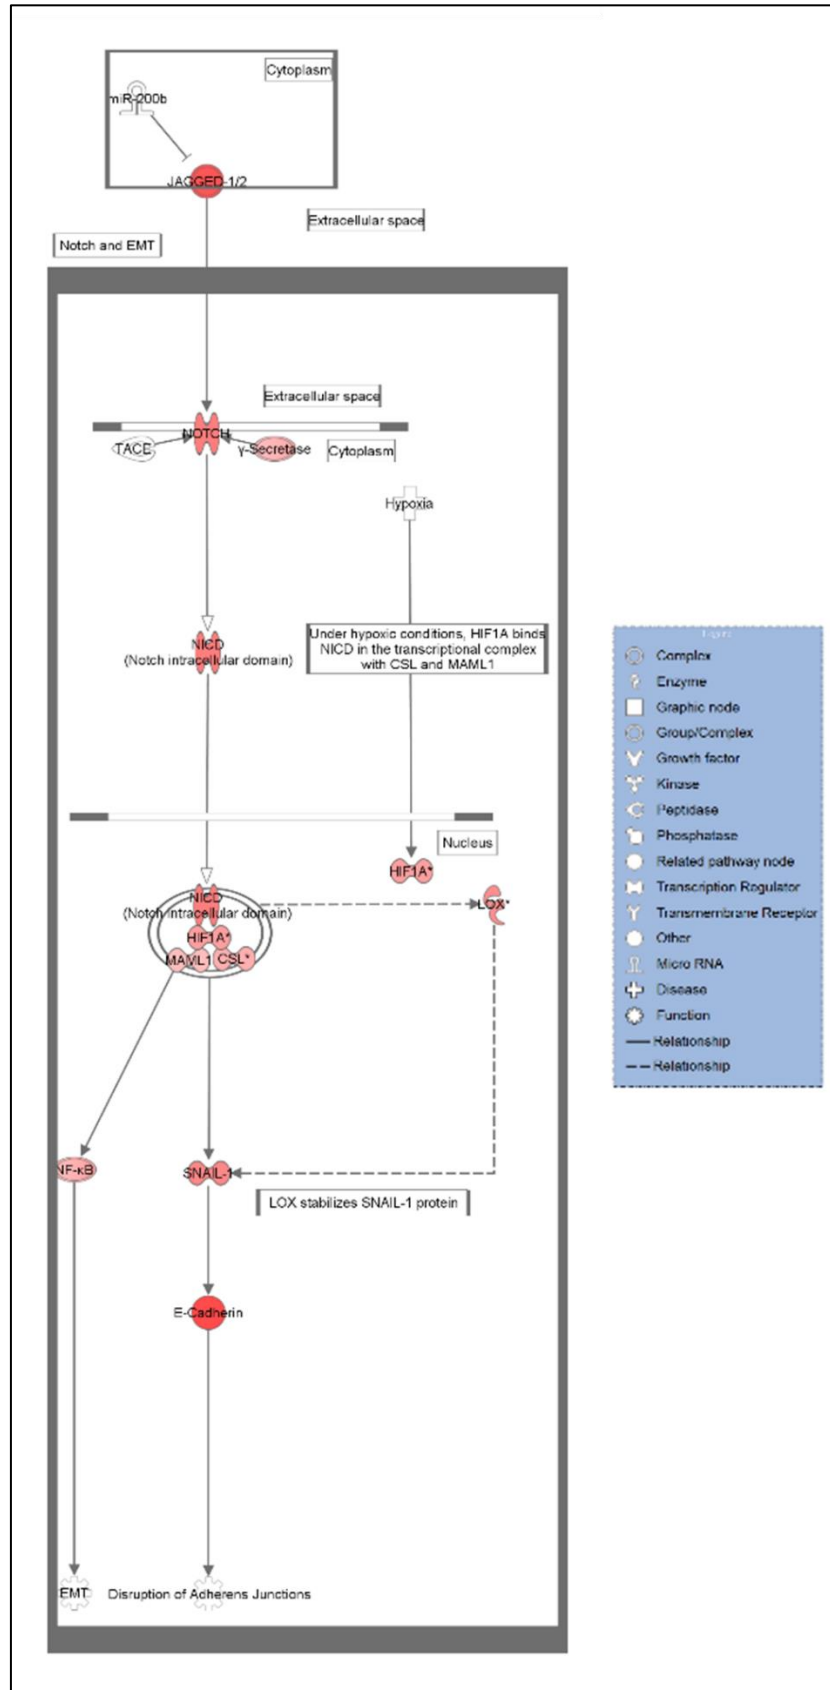 Cytoplasm
miR-200b
JAGGED-1/2
Extracellular space
Notch and EMT
Extracellular space
NOTCH
TACE
γ-Secretase
Cytoplasm
Hypoxia
Under hypoxic conditions, HIF1A binds
NICD in the transcriptional complex
with CSL and MAML1
NICD
(Notch intracellular domain)
Nucleus
HIF1A*
NICD
(Notch intracellular domain)
LOX*
HIF1A*
MAML1
CSL*
NF-κB
SNAIL-1
LOX stabilizes SNAIL-1 protein
E-Cadherin
EMT
Disruption of Adherens Junctions
Legend
Complex
Enzyme
Graphic node
Group/Complex
Growth factor
Kinase
Peptidase
Phosphatase
Related pathway node
Transcription Regulator
Transmembrane Receptor
Other
Micro RNA
Disease
Function
Relationship
Relationship